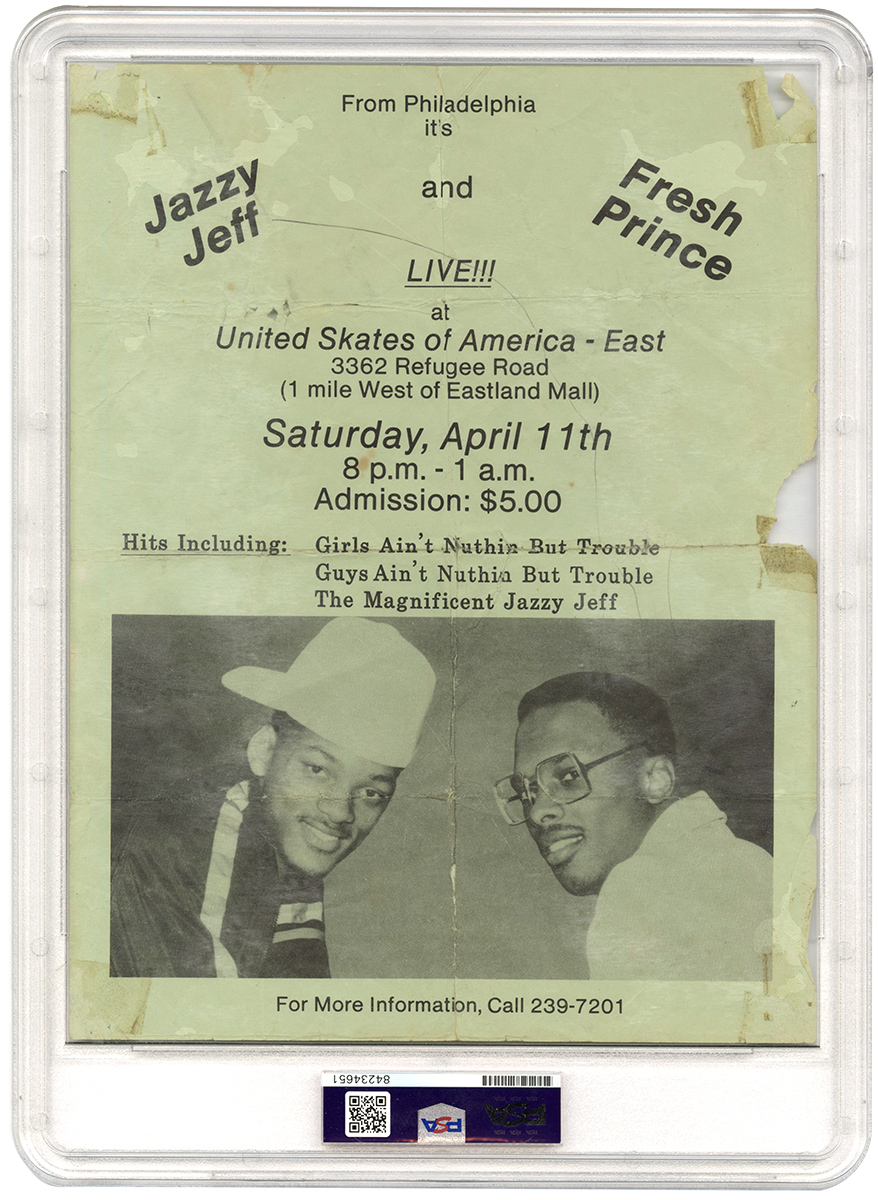 From Philadelphia
it's
Jazzy
Jeff
and
Fresh
Prince
LIVE!!!
at
United Skates of America - East
3362 Refugee Road
(1 mile West of Eastland Mall)
Saturday, April 11th
8 p.m. - 1 a.m.
Admission: $5.00
Hits Including: Girls Ain't Nuthin But Trouble
Guys Ain't Nuthin But Trouble
The Magnificent Jazzy Jeff
For More Information, Call 239-7201
84234651
PSA
PSA